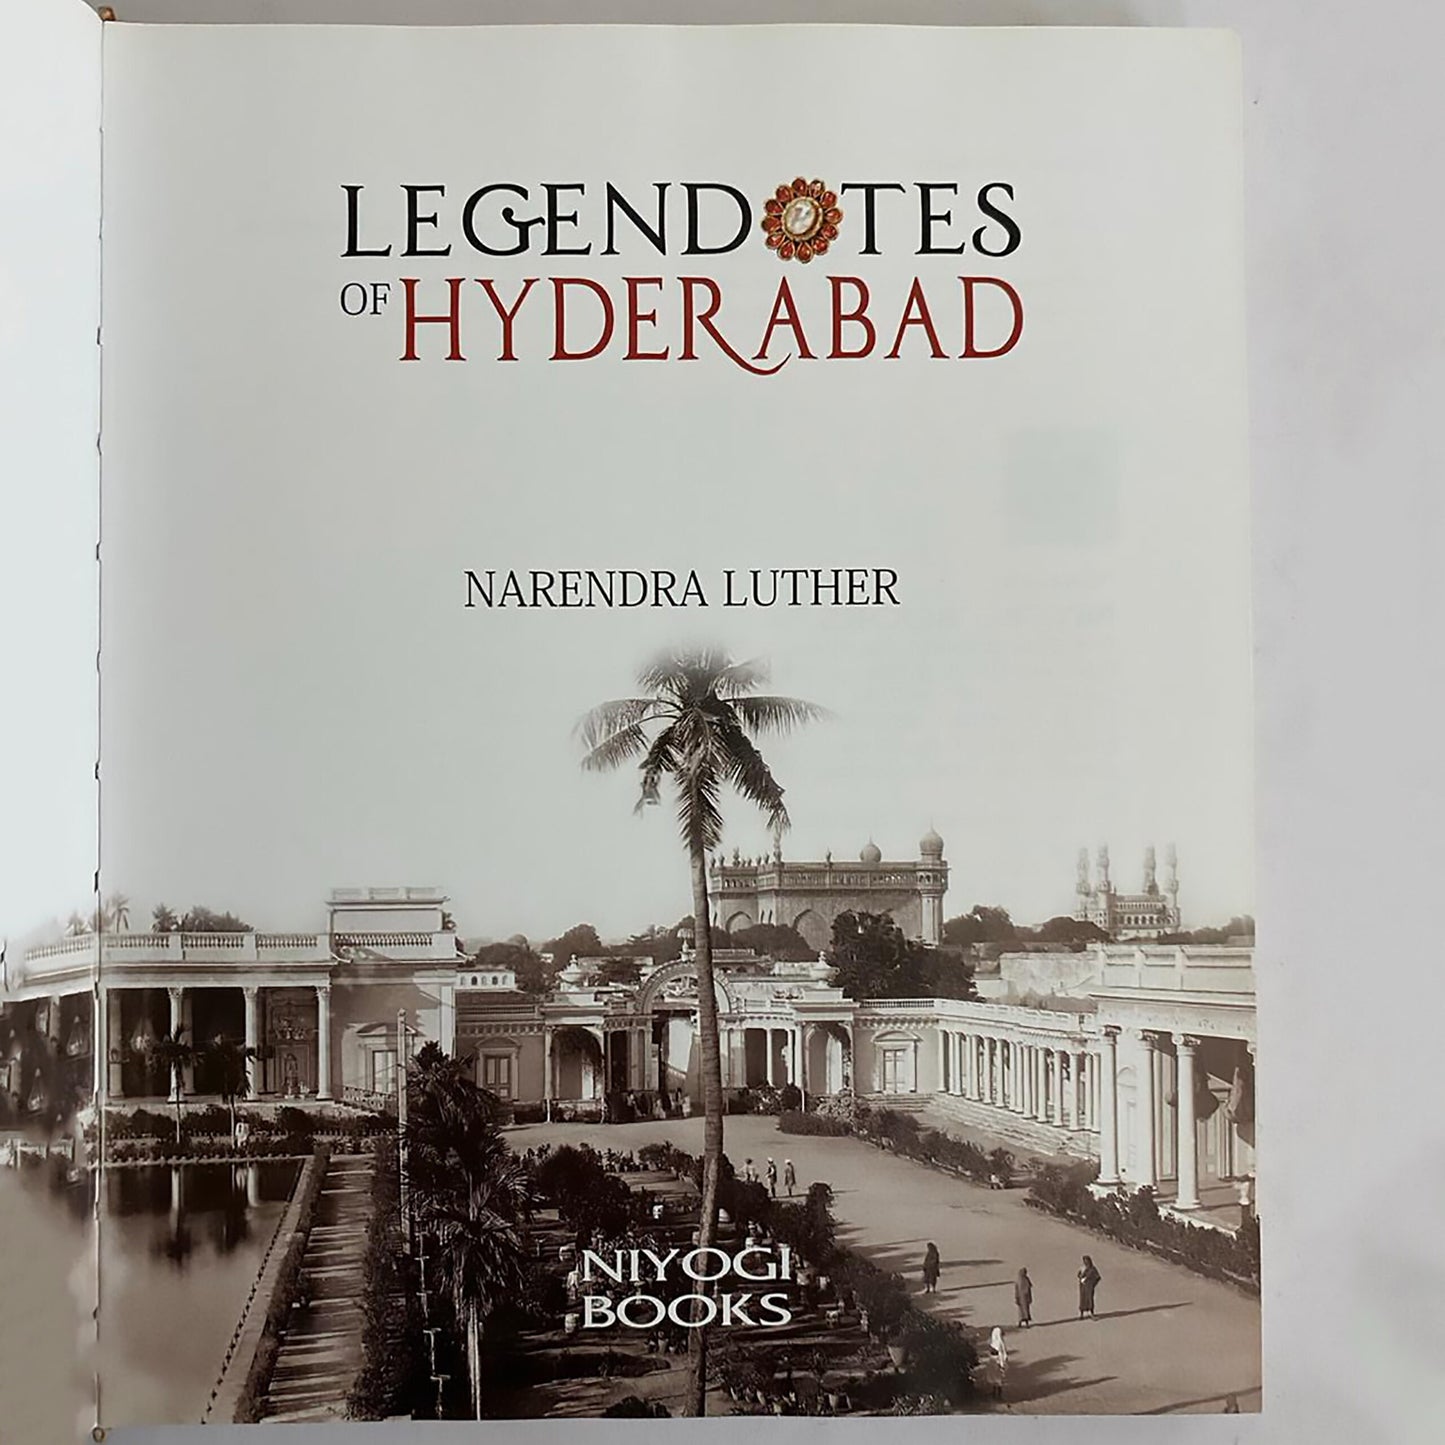 LEGENDOTES
OF HYDERABAD
NARENDRA LUTHER
NIYOGI
BOOKS